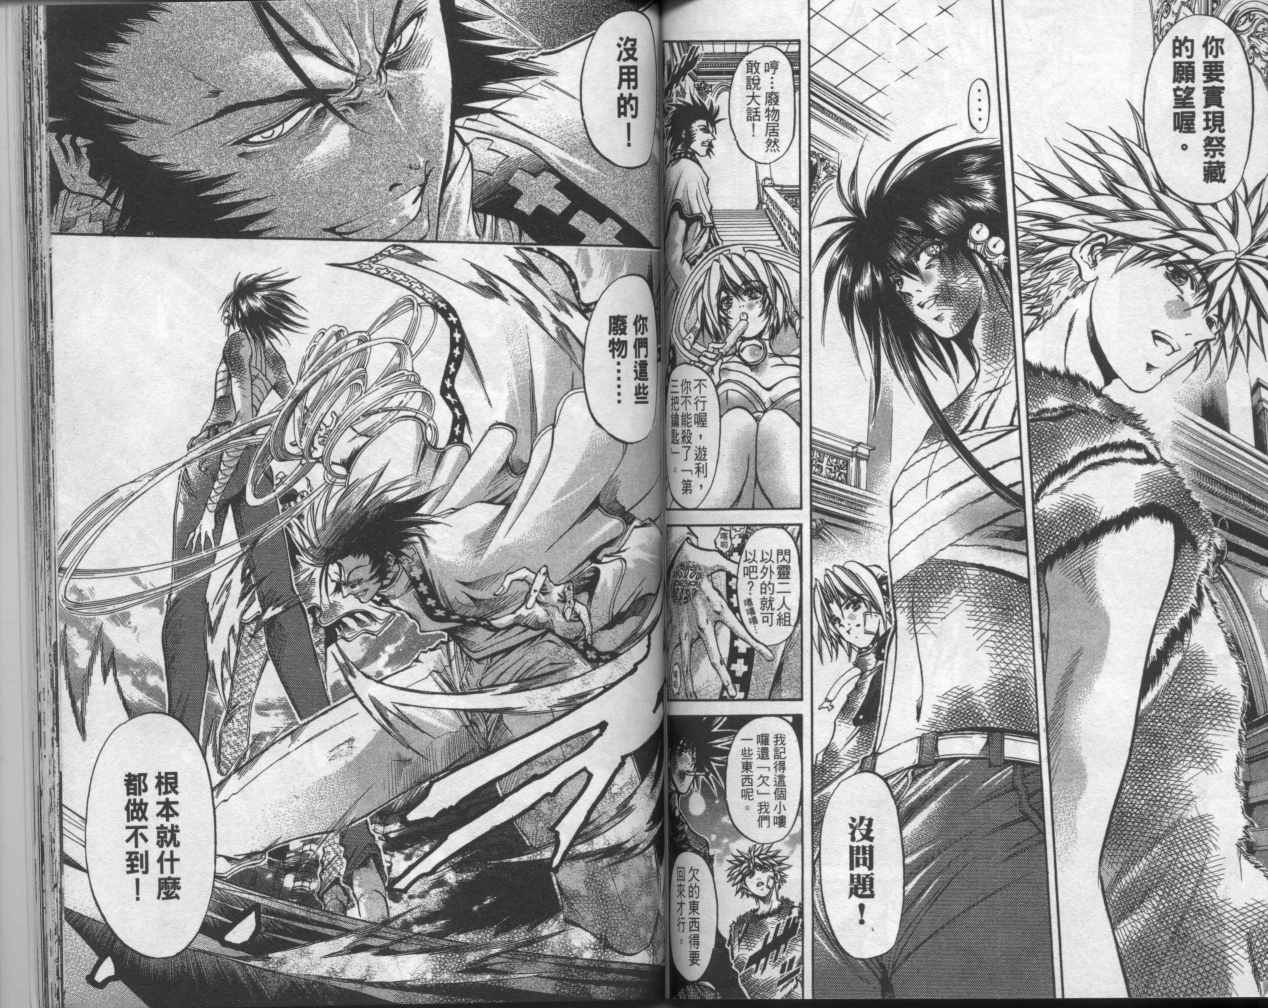 你要實現祭藏
的願望喔。
‥‥
沒問題！
哼…廢物居然
敢說大話！
不行喔，遊利，
你不能殺了「第
三把鑰匙」。
閃靈二人組
以外的就可
以吧？
我記得這個小嘍
囉還「欠」我們
一些東西呢。
欠的東西得要
回來才行。
沒用的！
你們這些
廢物……
根本就什麼
都做不到！